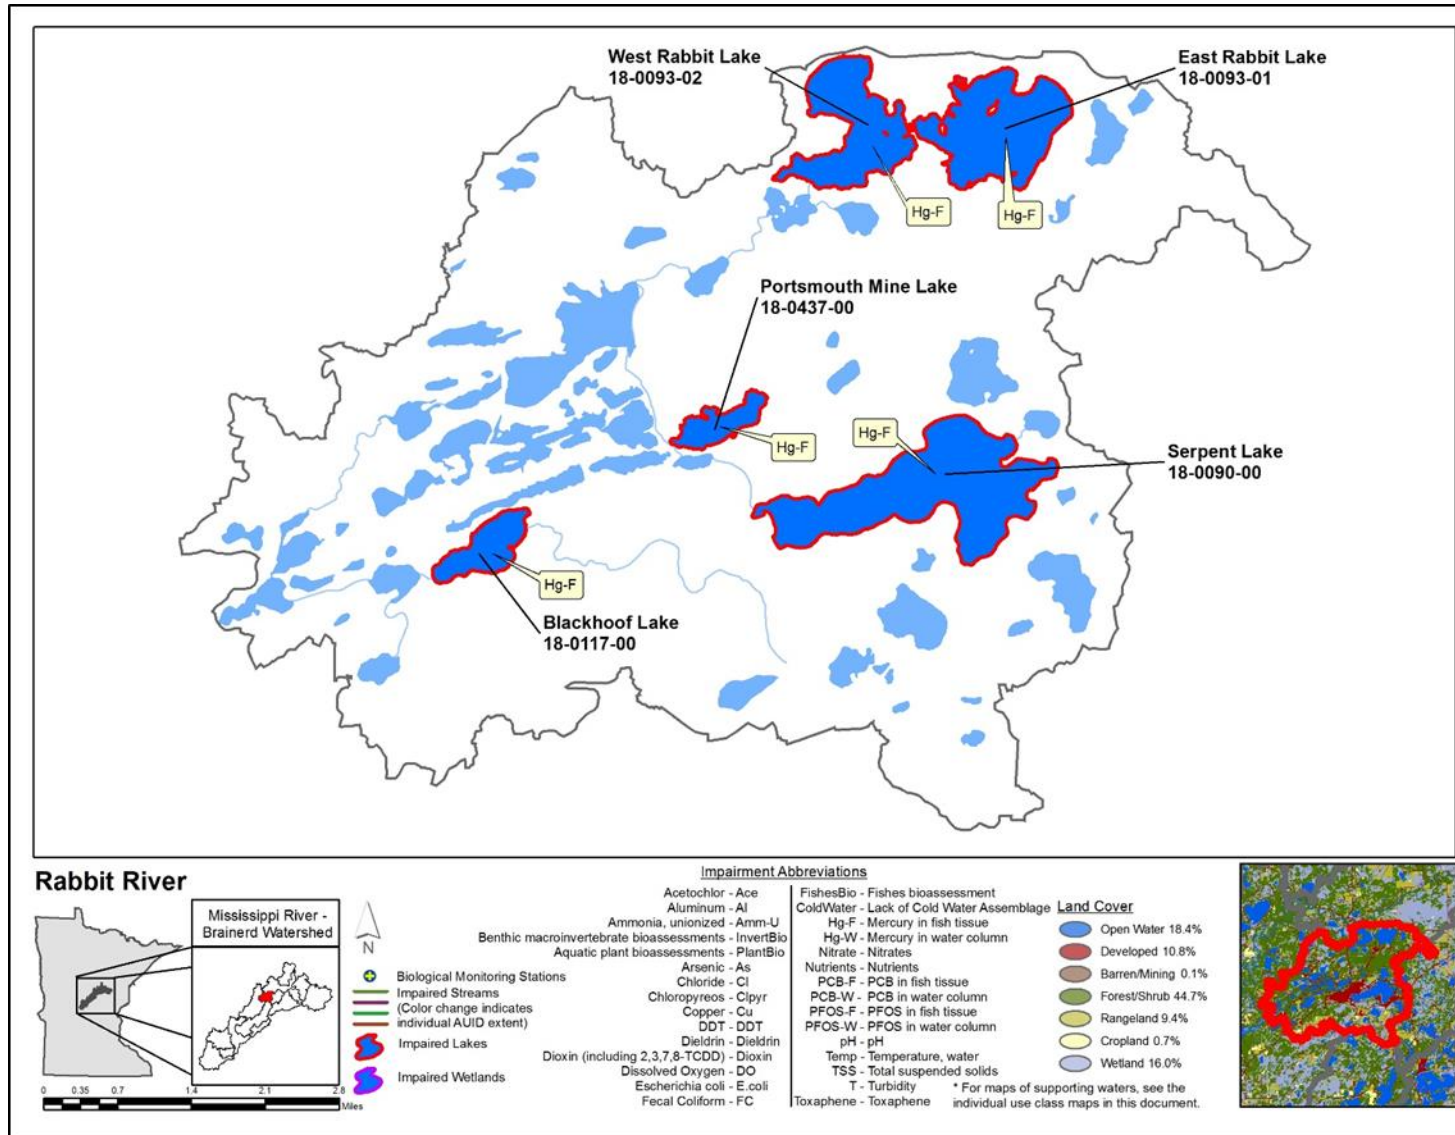 West Rabbit Lake
18-0093-02
East Rabbit Lake
18-0093-01
Hg-F
Hg-F
Portsmouth Mine Lake
18-0437-00
Hg-F
Hg-F
Serpent Lake
18-0090-00
Hg-F
Blackhoof Lake
18-0117-00
Rabbit River
Mississippi River -
Brainerd Watershed
N
Biological Monitoring Stations
Impaired Streams
(Color change indicates
individual AUID extent)
Impaired Lakes
Impaired Wetlands
0 0.35 0.7 1.4 2.1 2.8
Miles
Impairment Abbreviations
Acetochlor - Ace
Aluminum - Al
Ammonia, unionized - Amm-U
Benthic macroinvertebrate bioassessments - InvertBio
Aquatic plant bioassessments - PlantBio
Arsenic - As
Chloride - Cl
Chloropyreos - Clpyr
Copper - Cu
DDT - DDT
Dieldrin - Dieldrin
Dioxin (including 2,3,7,8-TCDD) - Dioxin
Dissolved Oxygen - DO
Escherichia coli - E.coli
Fecal Coliform - FC
FishesBio - Fishes bioassessment
ColdWater - Lack of Cold Water Assemblage
Hg-F - Mercury in fish tissue
Hg-W - Mercury in water column
Nitrate - Nitrates
Nutrients - Nutrients
PCB-F - PCB in fish tissue
PCB-W - PCB in water column
PFOS-F - PFOS in fish tissue
PFOS-W - PFOS in water column
pH - pH
Temp - Temperature, water
TSS - Total suspended solids
T - Turbidity
Toxaphene - Toxaphene
* For maps of supporting waters, see the
individual use class maps in this document.
Land Cover
Open Water 18.4%
Developed 10.8%
Barren/Mining 0.1%
Forest/Shrub 44.7%
Rangeland 9.4%
Cropland 0.7%
Wetland 16.0%